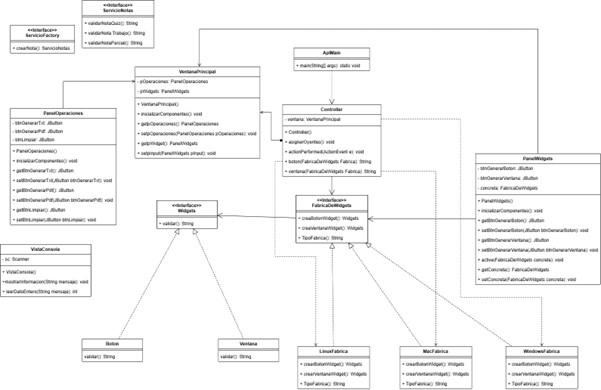 <<Interface>>
ServicioFactory
+ crearNota(): ServicioNotas
<<Interface>>
ServicioNotas
+ validarNotaQuiz(): String
+ validarNota Trabajo(): String
+ validarNotaParcial(): String
VentanaPrincipal
- pOperaciones: PanelOperaciones
- pWidgets: PanelWidgets
+ VentanaPrincipal()
+ inicializarComponentes(): void
+ getpOperaciones(): PanelOperaciones
+ setpOperaciones(PanelOperaciones pOperaciones): void
+ getpWidget(): PanelWidgets
+ setpInput(PanelWidgets pInput): void
ApiMain
+ main(String[] args): static void
PanelOperaciones
- btnGenerarTxt: JButton
- btnGenerarPdf: JButton
- btnLimpiar: JButton
+ PanelOperaciones()
+ inicializarComponentes(): void
+ getBtnGenerarTxt(): JButton
+ setBtnGenerarTxt(JButton btnGenerarTxt): void
+ getBtnGenerarPdf(): JButton
+ setBtnGenerarPdf(JButton btnGenerarPdf): void
+ getBtnLimpiar(): JButton
+ setBtnLimpiar(JButton btnLimpiar): void
Controller
- ventana: VentanaPrincipal
+ Controller()
+ asignarOyentes(): void
+ actionPerformed(ActionEvent e): void
+ boton(FabricaDeWidgets Fabrica): String
+ ventana(FabricaDeWidgets Fabrica): String
PanelWidgets
- btnGenerarBoton: JButton
- btnGenerarVentana: JButton
- concreta: FabricaDeWidgets
+ PanelWidgets()
+ inicializarComponentes(): void
+ getBtnGenerarBoton(): JButton
+ setBtnGenerarBoton(JButton btnGenerarBoton): void
+ getBtnGenerarVentana(): JButton
+ setBtnGenerarVentana(JButton btnGenerarVentana): void
+ active(FabricaDeWidgets concreta): void
+ getConcreta(): FabricaDeWidgets
+ setConcreta(FabricaDeWidgets concreta): void
<<Interface>>
Widgets
+ validar(): String
<<Interface>>
FabricaDeWidgets
+ crearBotonWidget(): Widgets
+ crearVentanaWidget(): Widgets
+ TipoFabrica(): String
VistaConsola
- sc: Scanner
+ VistaConsola()
+mostrarInformacion(String mensaje): void
+ leerDatoEntero(String mensaje): int
Boton
validar(): String
Ventana
validar(): String
LinuxFabrica
+ crearBotonWidget(): Widgets
+ crearVentanaWidget(): Widgets
+ TipoFabrica(): String
MacFabrica
+ crearBotonWidget(): Widgets
+ crearVentanaWidget(): Widgets
+ TipoFabrica(): String
WindowsFabrica
+ crearBotonWidget(): Widgets
+ crearVentanaWidget(): Widgets
+ TipoFabrica(): String